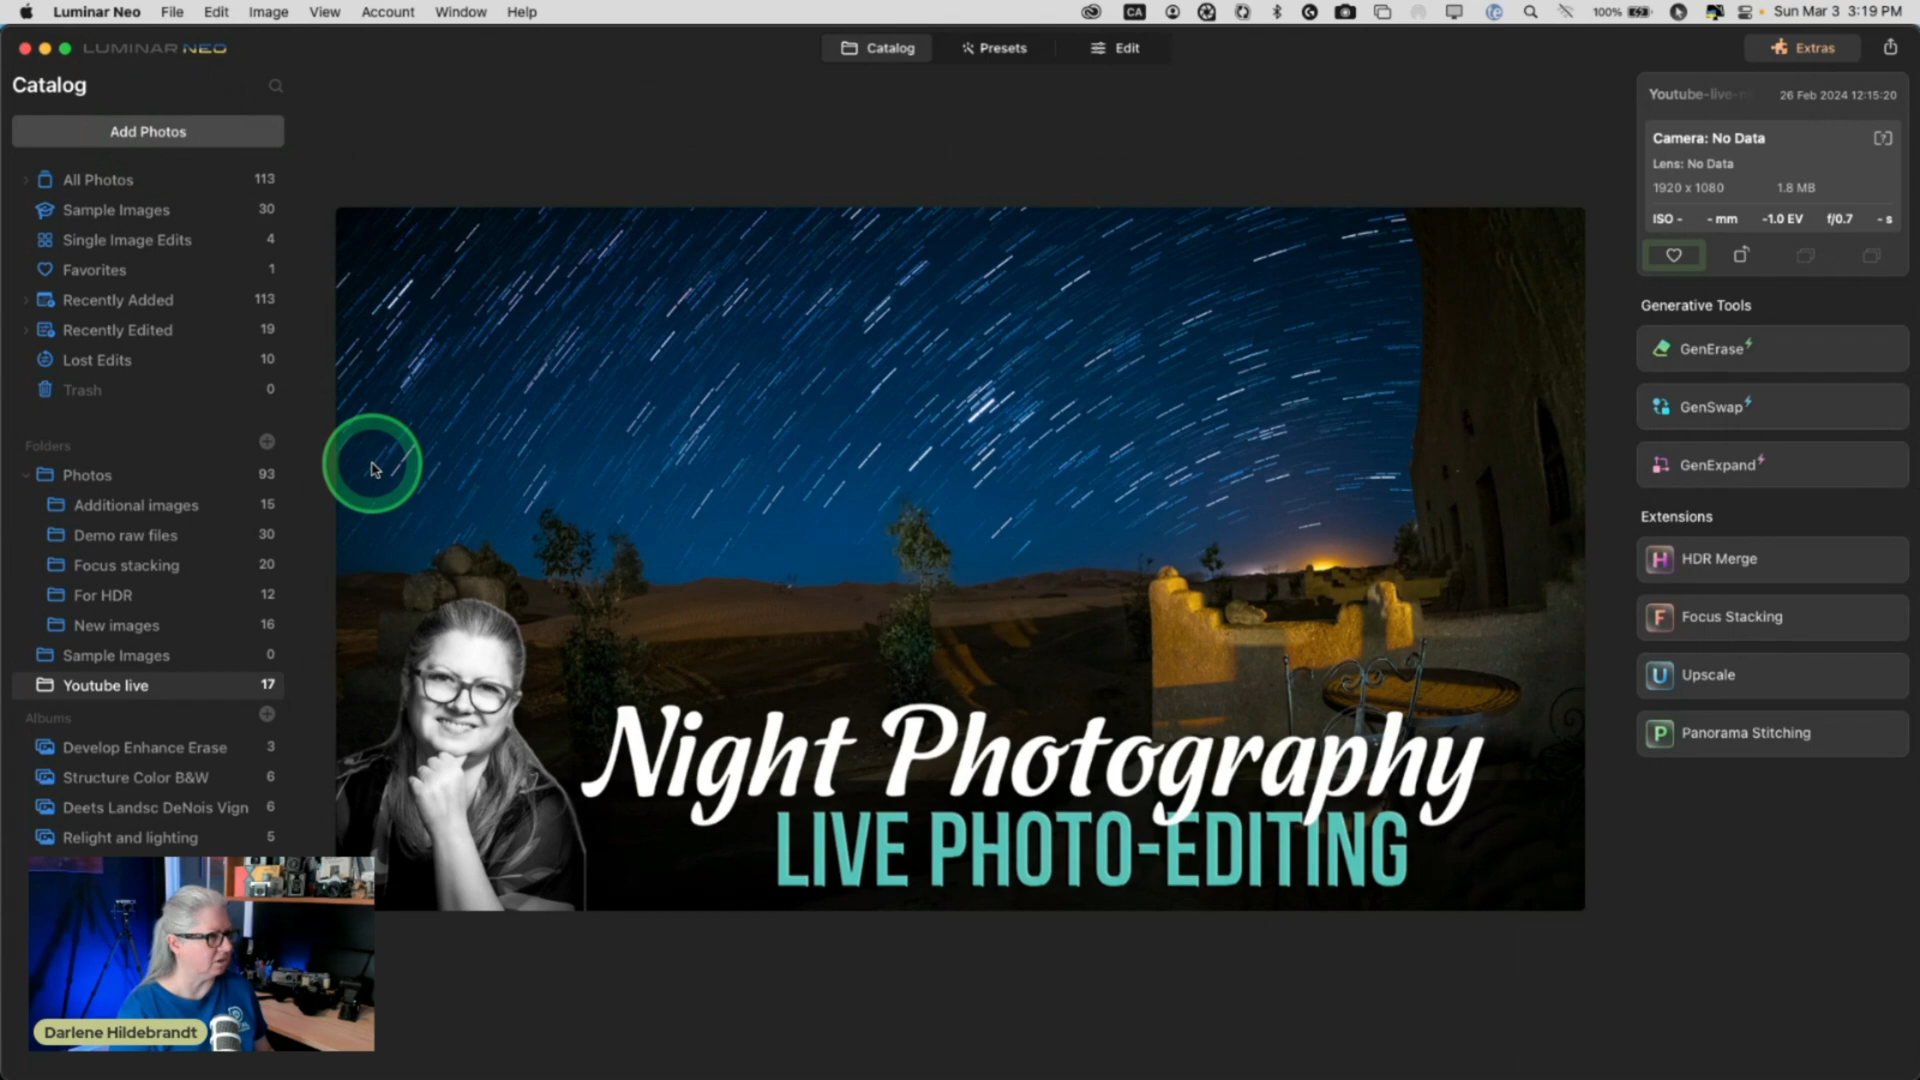 Luminar Neo File Edit Image View Account Window Help CA 100% Sun Mar 3 3:19 PM
LUMINAR NEO
Catalog Presets Edit
Extras
Catalog
Add Photos
All Photos 113
Sample Images 30
Single Image Edits 4
Favorites 1
Recently Added 113
Recently Edited 19
Lost Edits 10
Trash 0
Folders
Photos 93
Additional images 15
Demo raw files 30
Focus stacking 20
For HDR 12
New images 16
Sample Images 0
Youtube live 17
Albums
Develop Enhance Erase 3
Structure Color B&W 6
Deets Landsc DeNois Vign 6
Relight and lighting 5
Darlene Hildebrandt
Night Photography
LIVE PHOTO-EDITING
Youtube-live-n 26 Feb 2024 12:15:20
Camera: No Data
Lens: No Data
1920 x 1080 1.8 MB
ISO - - mm -1.0 EV f/0.7 - s
Generative Tools
GenErase
GenSwap
GenExpand
Extensions
H HDR Merge
F Focus Stacking
U Upscale
P Panorama Stitching